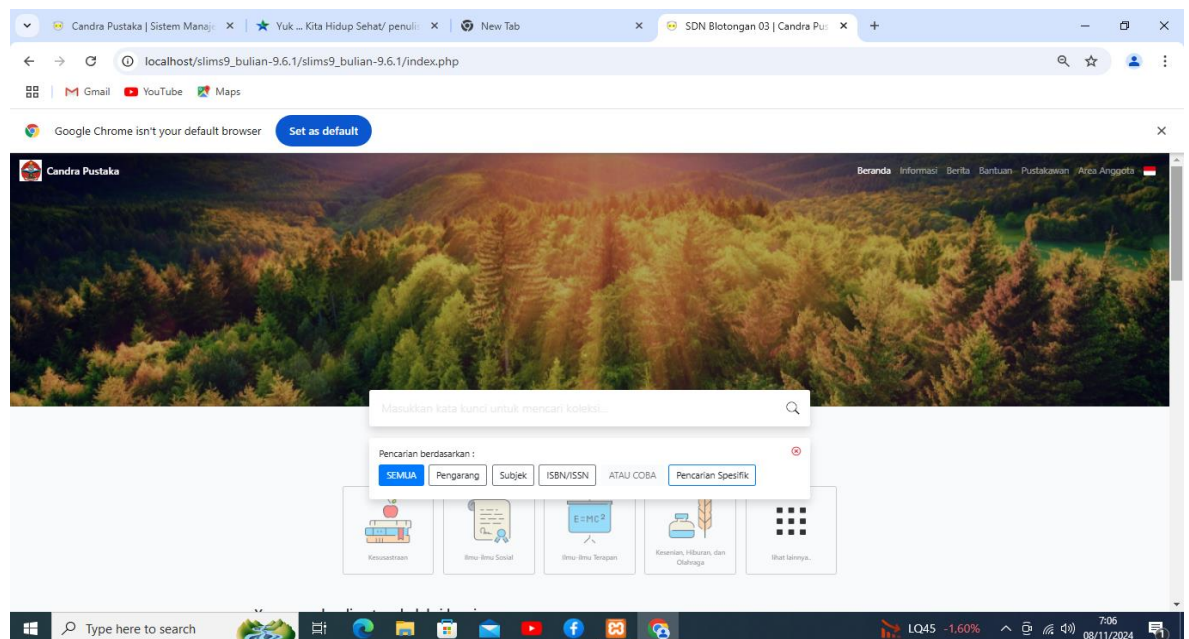 Candra Pustaka | Sistem Manaje
Yuk ... Kita Hidup Sehat/ penulis
New Tab
SDN Blotongan 03 | Candra Pus
localhost/slims9_bulian-9.6.1/slims9_bulian-9.6.1/index.php
Gmail YouTube Maps
Google Chrome isn't your default browser Set as default
Candra Pustaka
Beranda Informasi Berita Bantuan Pustakawan Area Anggota
Masukkan kata kunci untuk mencari koleksi...
Pencarian berdasarkan :
SEMUA Pengarang Subjek ISBN/ISSN ATAU COBA Pencarian Spesifik
E=MC²
Kesusastraan
Ilmu-ilmu Sosial
Ilmu-ilmu Terapan
Kesenian, Hiburan, dan
Olahraga
lihat lainnya..
Type here to search
LQ45 -1,60%
7:06
08/11/2024